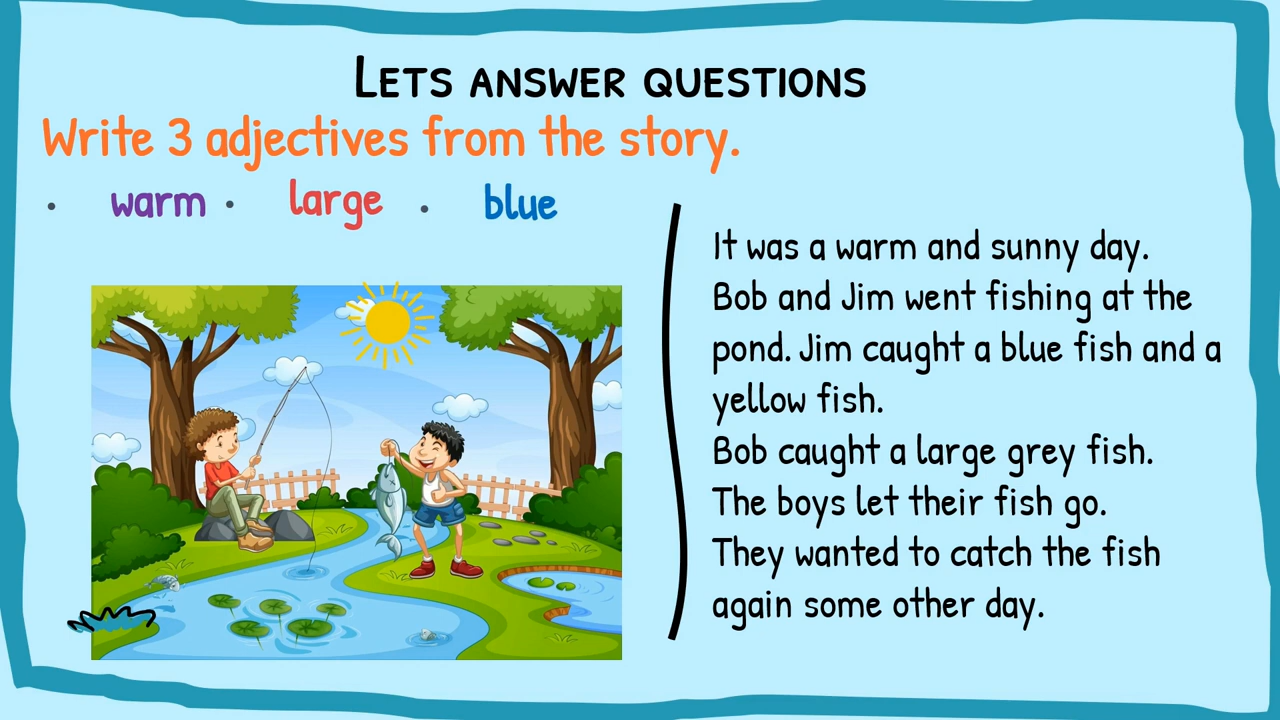 LETS ANSWER QUESTIONS
Write 3 adjectives from the story.
• warm • large • blue
It was a warm and sunny day.
Bob and Jim went fishing at the
pond. Jim caught a blue fish and a
yellow fish.
Bob caught a large grey fish.
The boys let their fish go.
They wanted to catch the fish
again some other day.